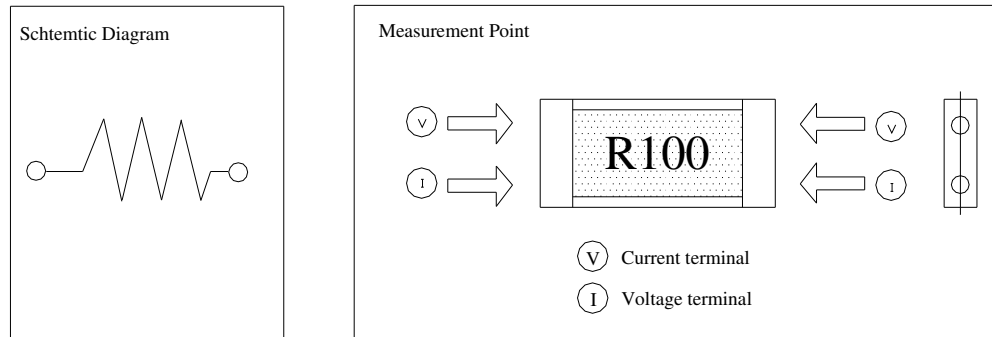 Schtemtic Diagram
Measurement Point
V
V
R100
I
I
V Current terminal
I Voltage terminal